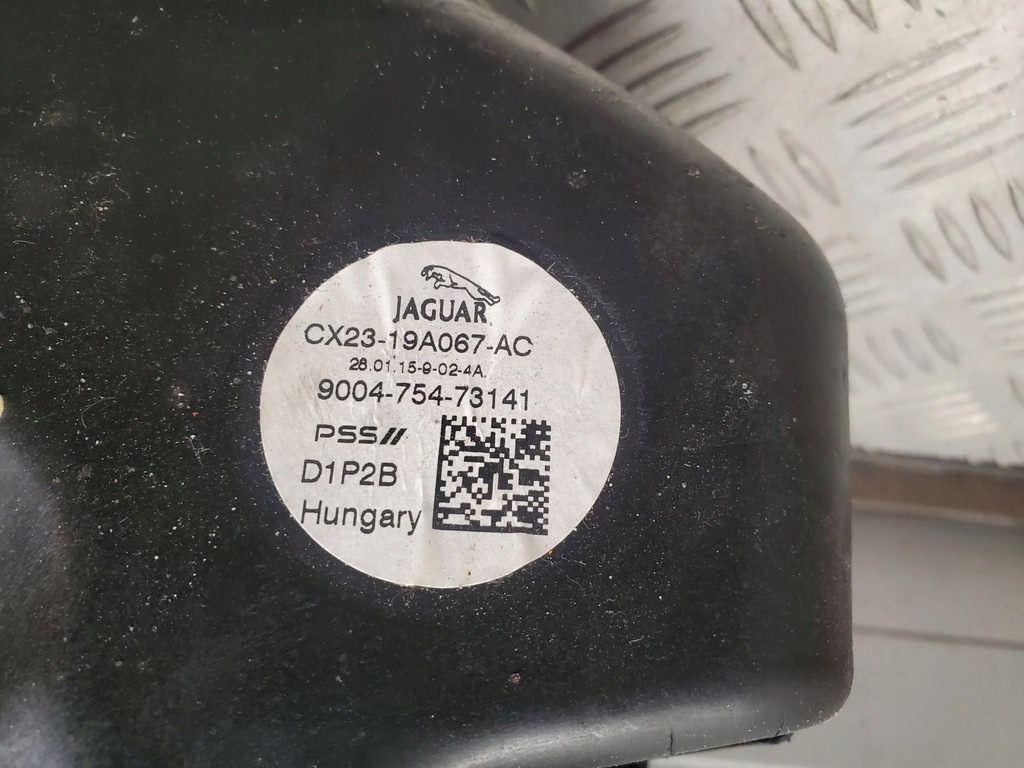 JAGUAR
CX23-19A067-AC
28.01.15-9-02-4A.
9004-754-73141
PSS//
D1P2B
Hungary